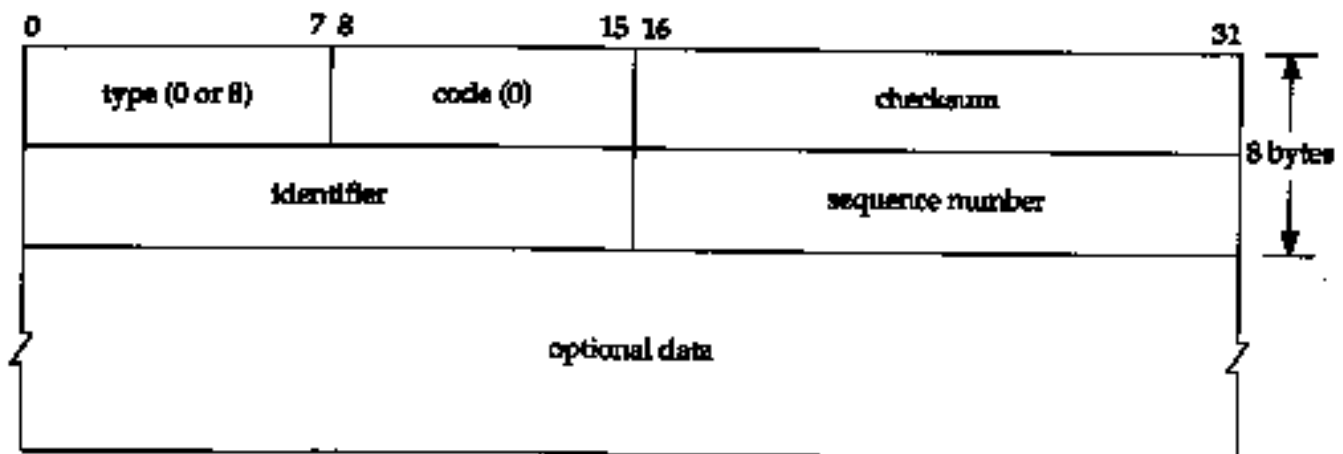 0 7 8 15 16 31
type (0 or 8) code (0) checksum
8 bytes
identifier sequence number
optional data